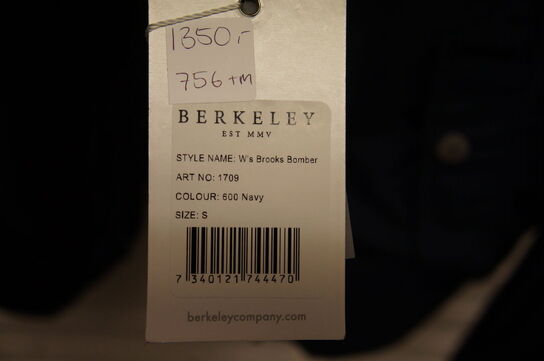 1350,-
756+m
BERKELEY
EST MMV
STYLE NAME: W's Brooks Bomber
ART NO: 1709
COLOUR: 600 Navy
SIZE: S
7 340121 744470
berkeleycompany.com